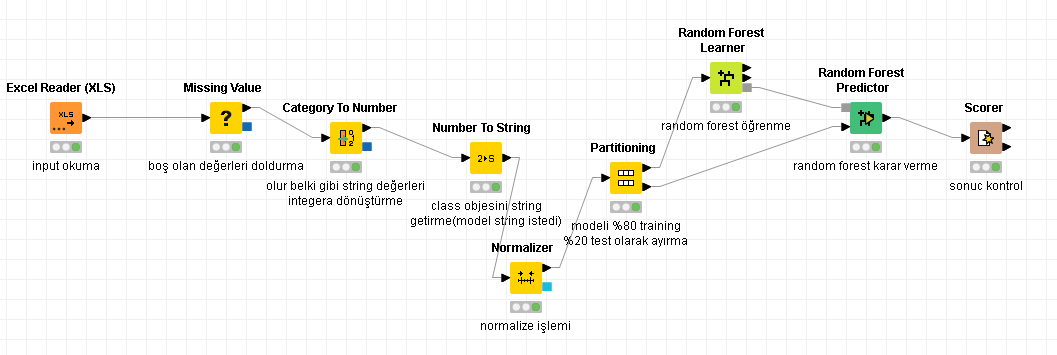 Excel Reader (XLS)
XLS
input okuma
Missing Value
?
boş olan değerleri doldurma
Category To Number
olur belki gibi string değerleri
integera dönüştürme
Number To String
2►S
class objesini string
getirme(model string istedi)
Normalizer
normalize işlemi
Partitioning
modeli %80 training
%20 test olarak ayırma
Random Forest
Learner
random forest öğrenme
Random Forest
Predictor
random forest karar verme
Scorer
sonuc kontrol